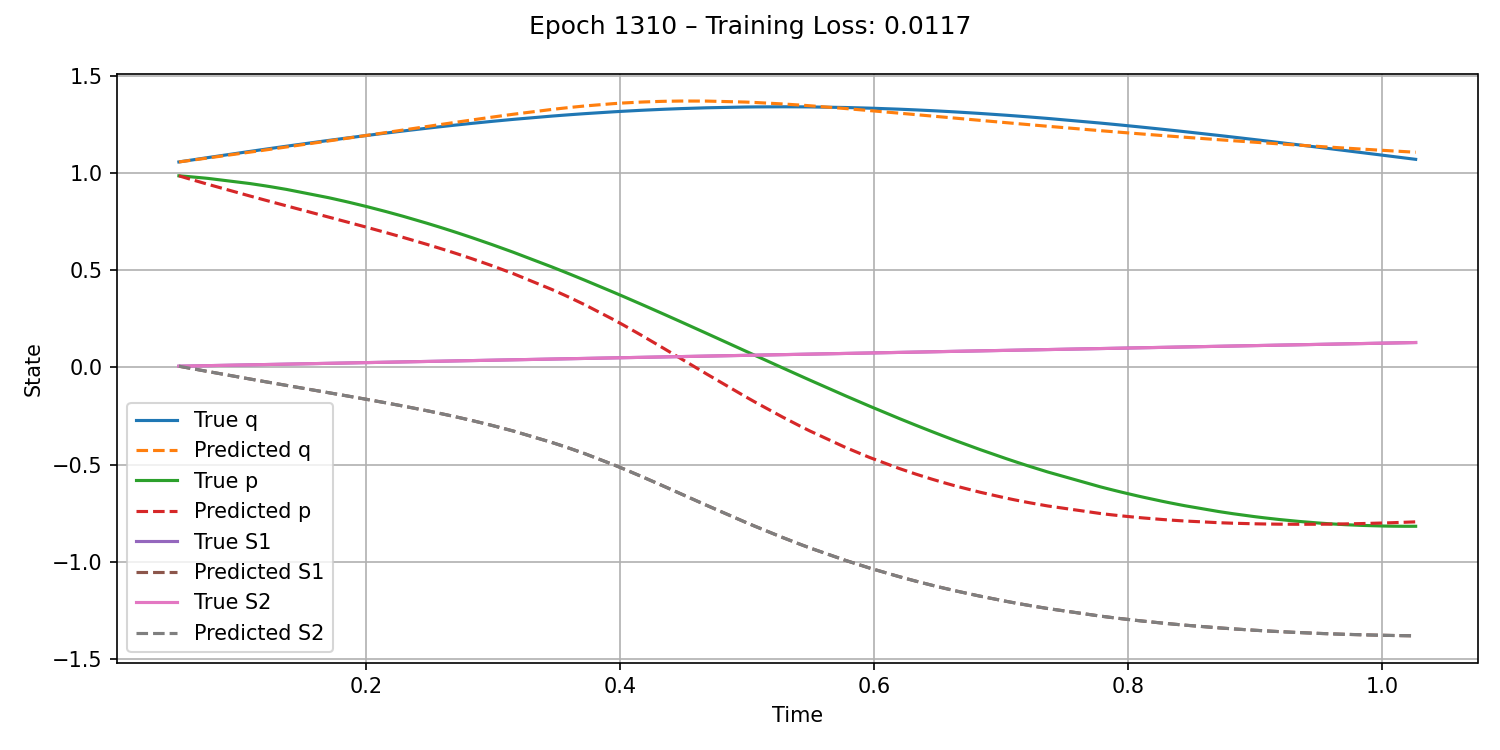 Epoch 1310 – Training Loss: 0.0117
1.5
1.0
0.5
0.0
−0.5
−1.0
−1.5
State
True q
Predicted q
True p
Predicted p
True S1
Predicted S1
True S2
Predicted S2
0.2
0.4
0.6
0.8
1.0
Time